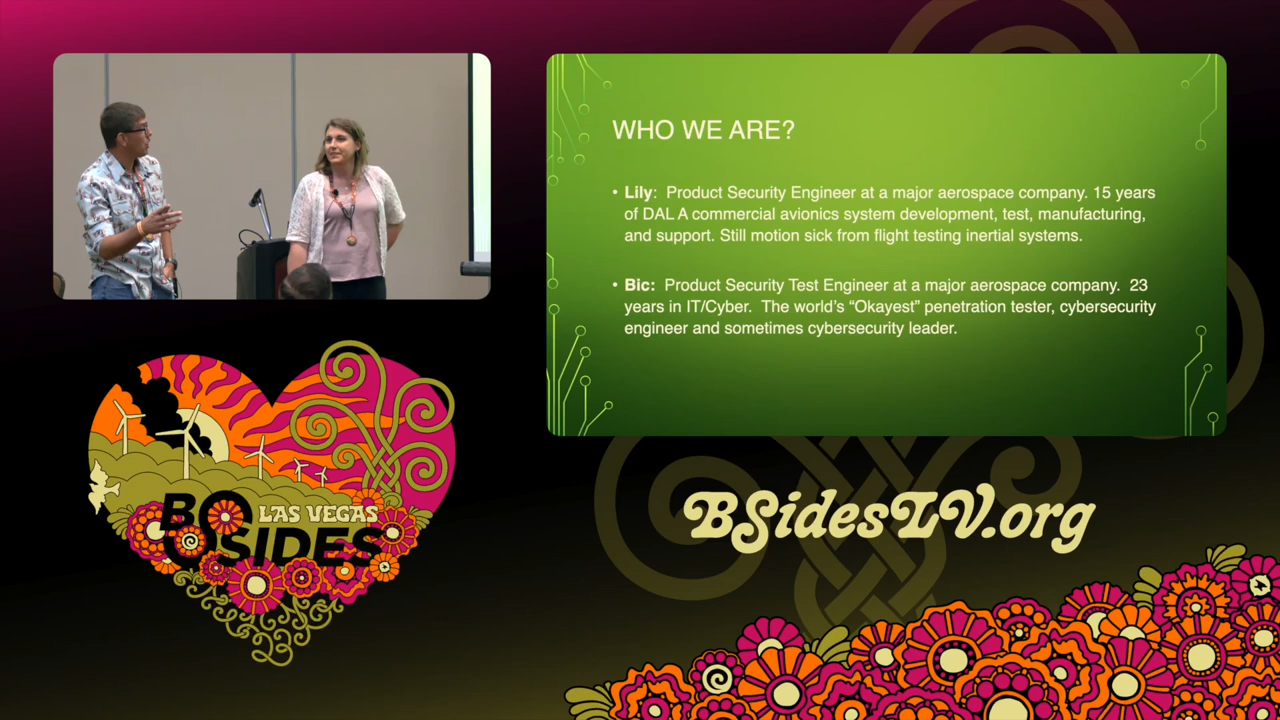 WHO WE ARE?
• Lily: Product Security Engineer at a major aerospace company. 15 years
of DAL A commercial avionics system development, test, manufacturing,
and support. Still motion sick from flight testing inertial systems.
• Bic: Product Security Test Engineer at a major aerospace company. 23
years in IT/Cyber. The world's “Okayest” penetration tester, cybersecurity
engineer and sometimes cybersecurity leader.
LAS VEGAS
BSIDES
BSidesLV.org